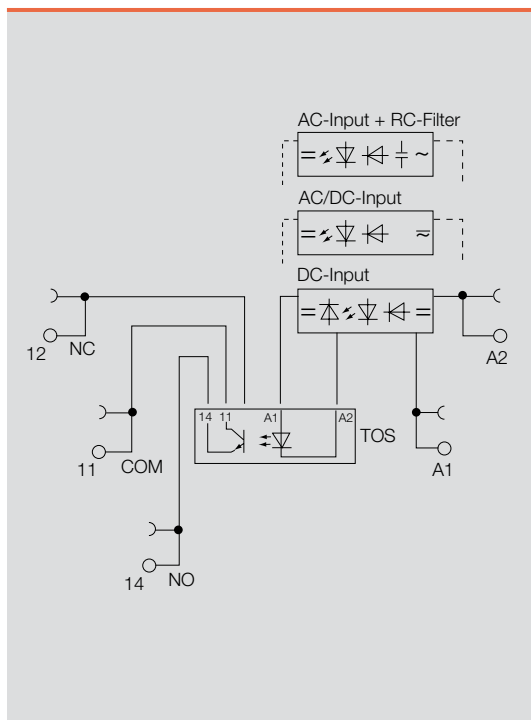 AC-Input + RC-Filter
AC/DC-Input
DC-Input
12 NC
A2
14 11 A1 A2
TOS
11 COM
A1
14 NO